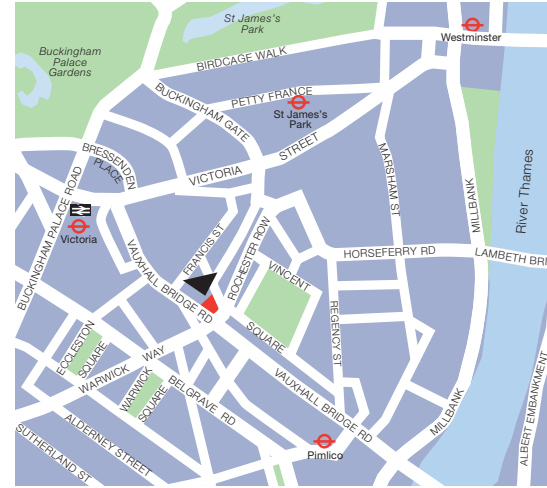 St James's
Park
Westminster
Buckingham
Palace
Gardens
BIRDCAGE WALK
PETTY FRANCE
BUCKINGHAM GATE
St James's
Park
STREET
VICTORIA
BRESSENDEN
PLACE
MARSHAM ST
MILLBANK
River Thames
BUCKINGHAM PALACE ROAD
Victoria
FRANCIS ST
ROCHESTER ROW
VAUXHALL BRIDGE RD
HORSEFERRY RD
LAMBETH BRI
VINCENT
SQUARE
REGENCY ST
ECCLESTON
SQUARE
WARWICK WAY
WARWICK
SQUARE
BELGRAVE RD
VAUXHALL BRIDGE RD
MILLBANK
ALBERT EMBANKMENT
ALDERNEY STREET
SUTHERLAND ST
Pimlico